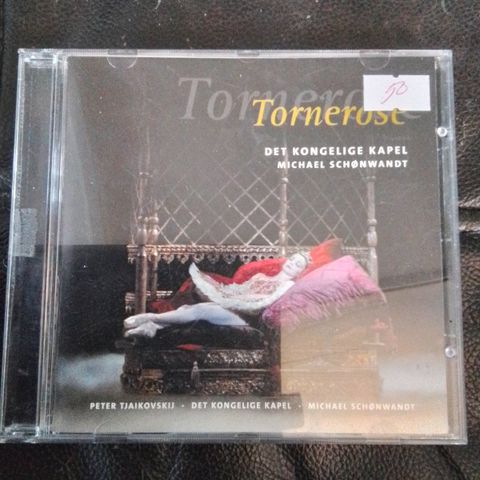 Tornerose
Tornerose
50
DET KONGELIGE KAPEL
MICHAEL SCHØNWANDT
PETER TJAIKOVSKIJ · DET KONGELIGE KAPEL · MICHAEL SCHØNWANDT